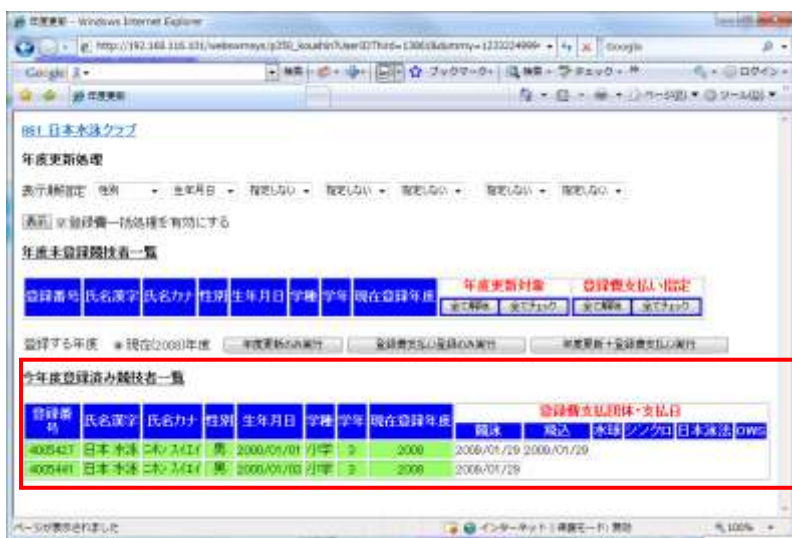 年度更新 - Windows Internet Explorer
Google
年度更新
061 日本水泳クラブ
年度更新処理
表示順指定 性別 生年月日 指定しない 指定しない 指定しない 指定しない 指定しない
表示 ※登録費一括処理を有効にする
年度未登録競技者一覧
登録番号 氏名漢字 氏名カナ 性別 生年月日 学種 学年 現在登録年度 年度更新対象 登録費支払い指定
全て解除 全てチェック 全て解除 全てチェック
登録する年度 現在(2008)年度 年度更新のみ実行 登録費支払い登録のみ実行 年度更新+登録費支払い実行
今年度登録済み競技者一覧
登録番号 氏名漢字 氏名カナ 性別 生年月日 学種 学年 現在登録年度 登録費支払団体・支払日
競泳 飛込 水球 シンクロ 日本泳法 OWS
日本 水泳 ニホン スイエイ 男 2000/01/01 小学 3 2008 2008/01/29 2008/01/29
日本 水泳 ニホン スイエイ 男 小学 3 2008 2008/01/29
ページが表示されました
インターネット | 保護モード: 無効 100%